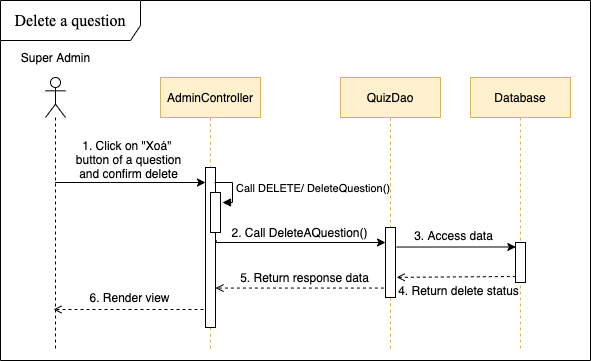 Delete a question
Super Admin
AdminController
QuizDao
Database
1. Click on "Xoá"
button of a question
and confirm delete
Call DELETE/ DeleteQuestion()
2. Call DeleteAQuestion()
3. Access data
4. Return delete status
5. Return response data
6. Render view